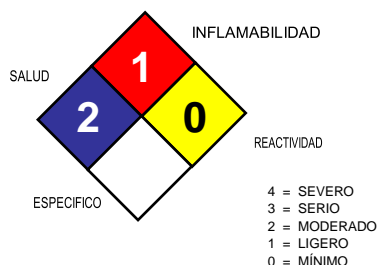 INFLAMABILIDAD
1
SALUD
2
0
REACTIVIDAD
ESPECIFICO
4 = SEVERO
3 = SERIO
2 = MODERADO
1 = LIGERO
0 = MÍNIMO